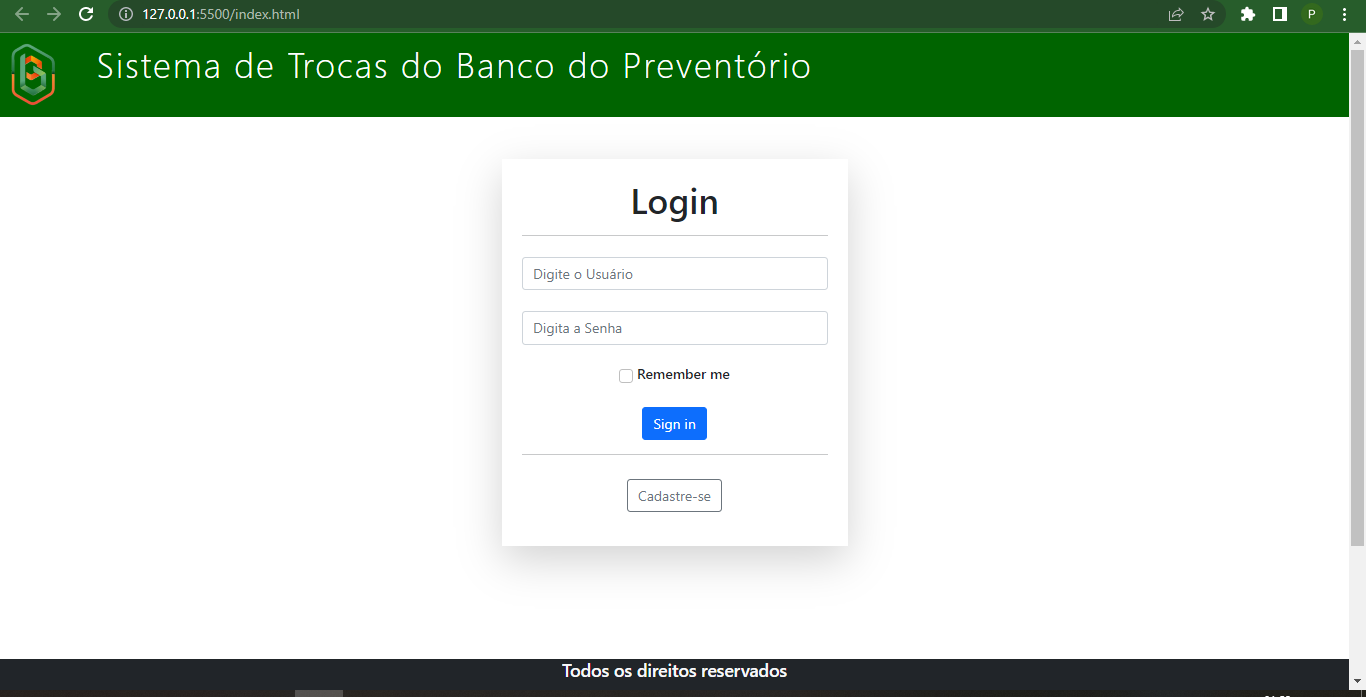 127.0.0.1:5500/index.html
P
Sistema de Trocas do Banco do Preventório
Login
Digite o Usuário
Digita a Senha
Remember me
Sign in
Cadastre-se
Todos os direitos reservados